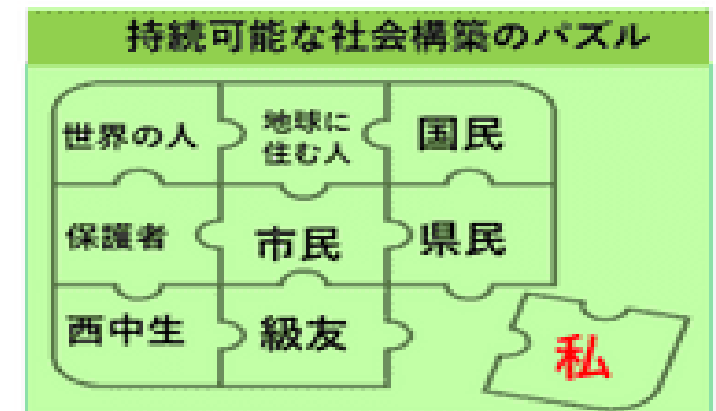 持続可能な社会構築のパズル
世界の人
地球に
住む人
国民
保護者
市民
県民
西中生
級友
私